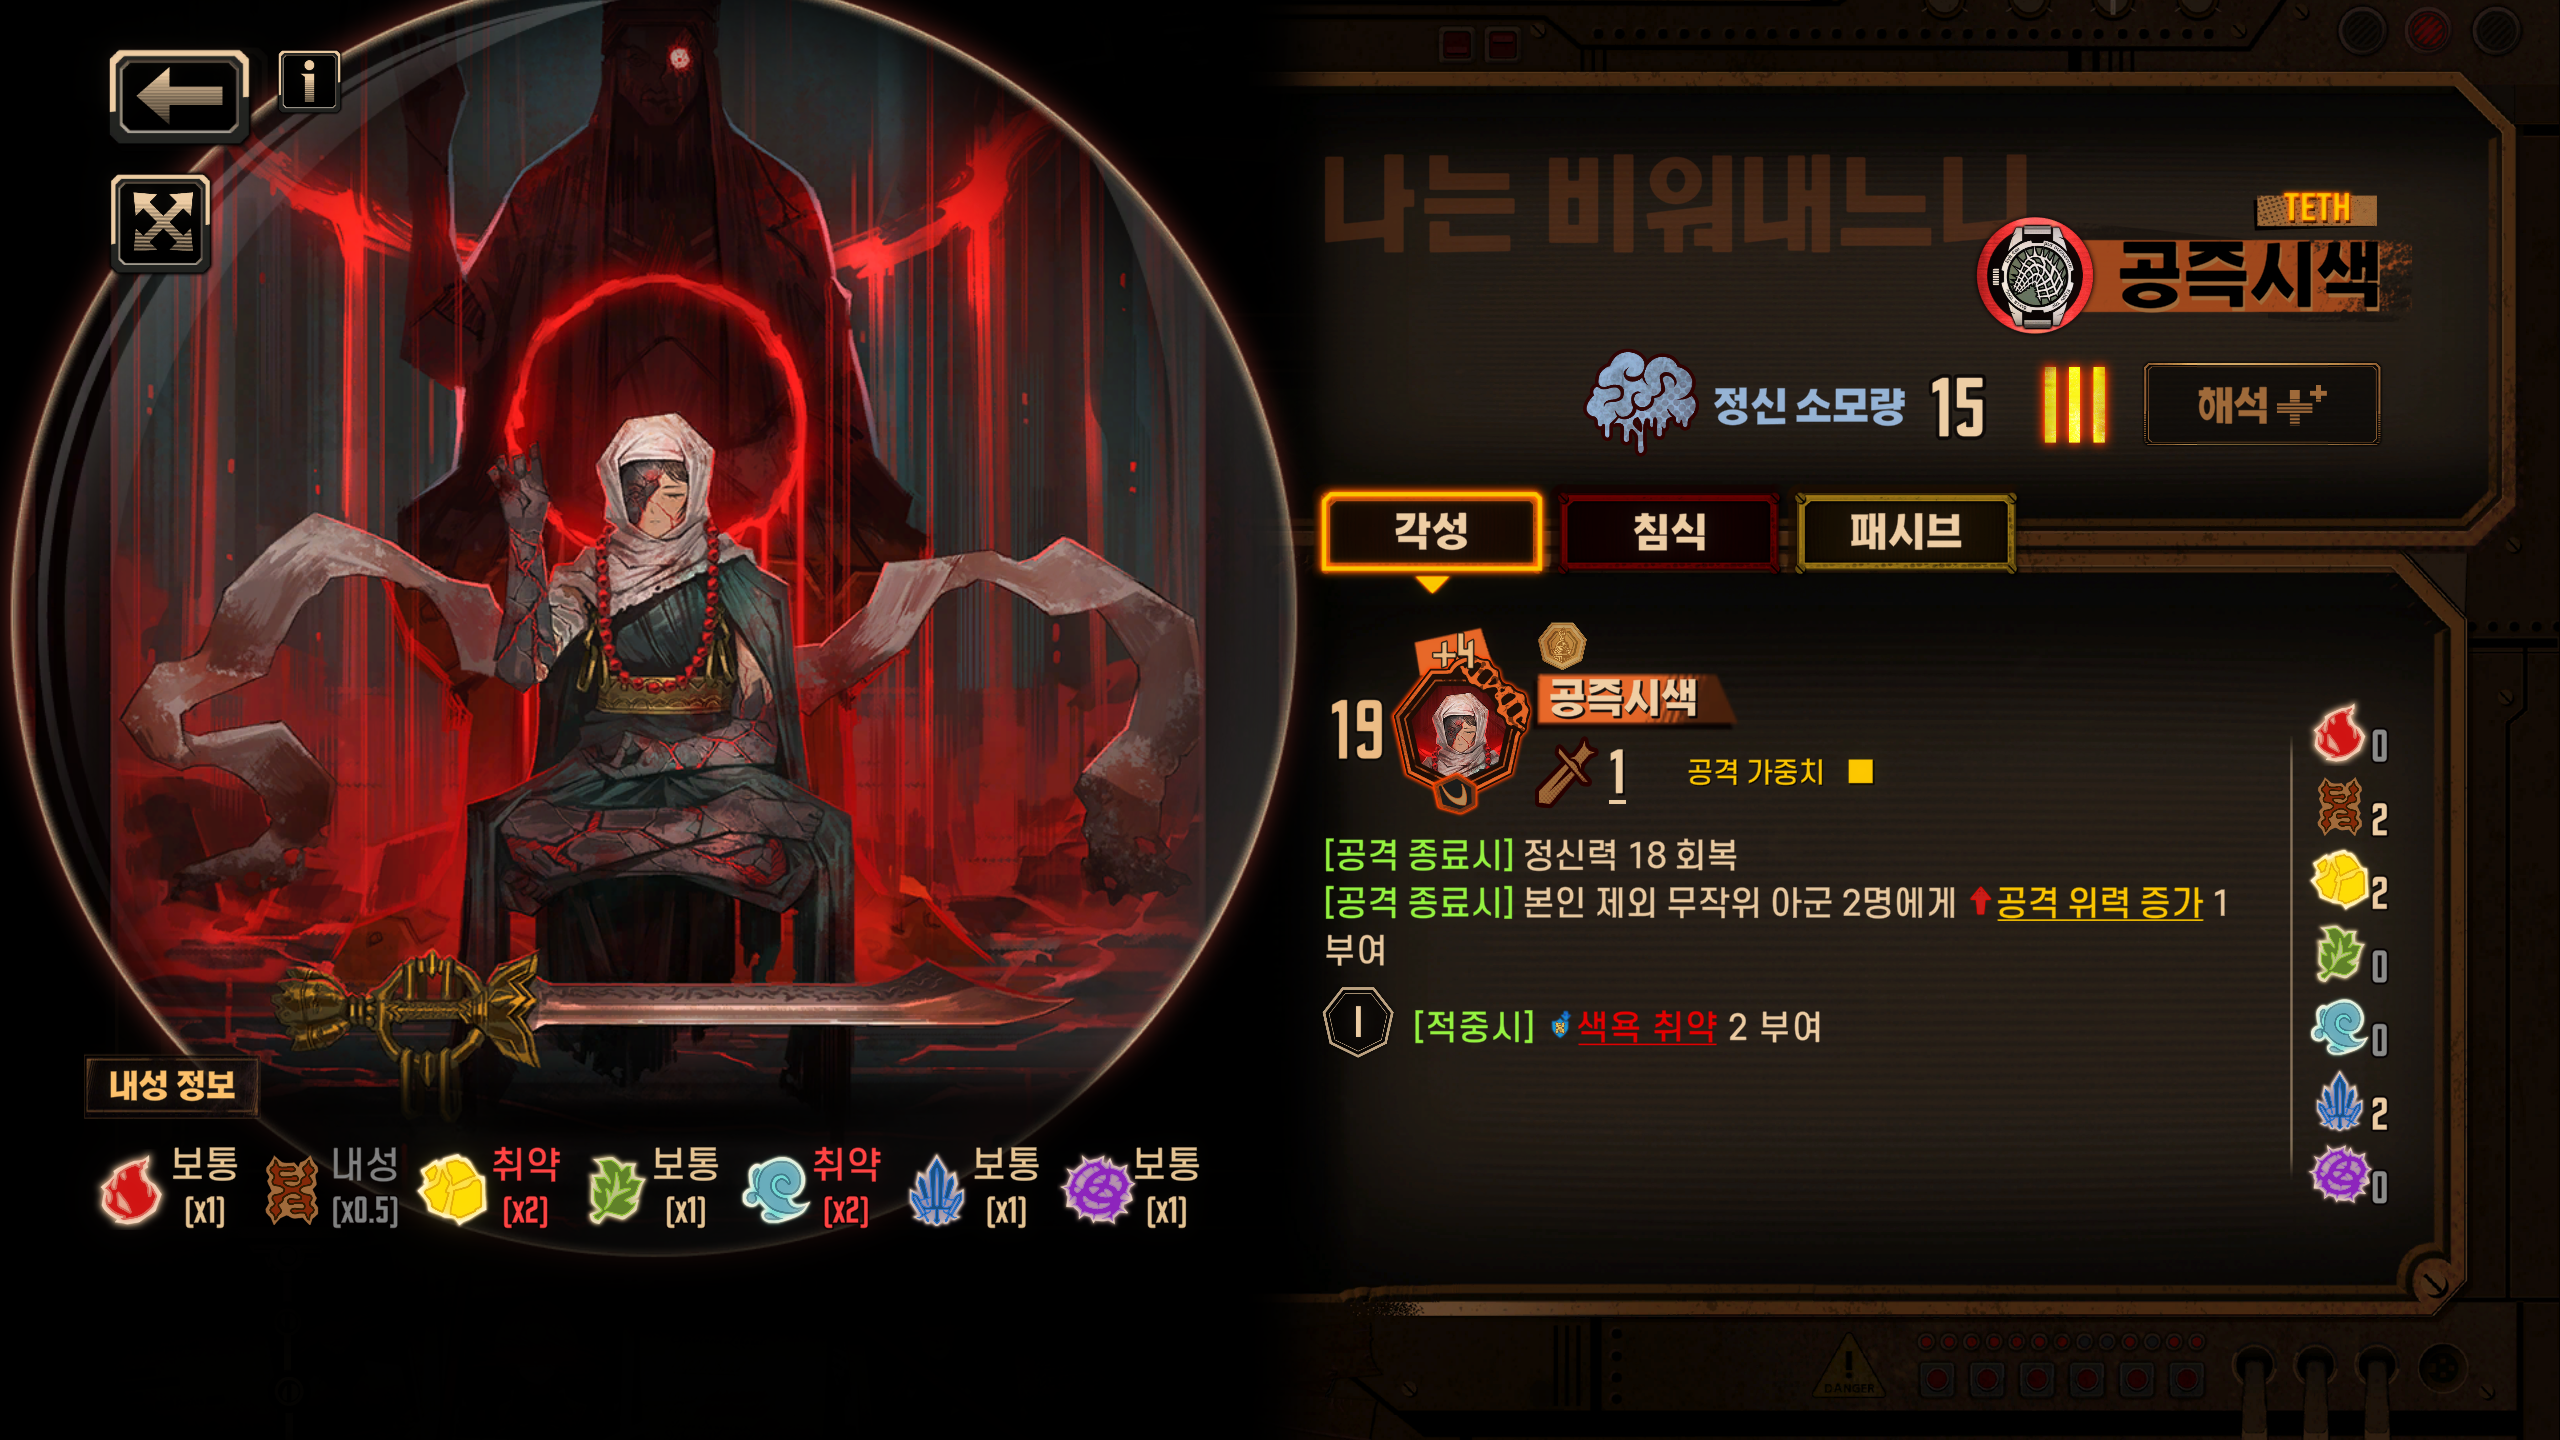 나는 비워내느니
TETH
공즉시색
정신 소모량 15
해석
각성 침식 패시브
+4
19
공즉시색
1
공격 가중치
[공격 종료시] 정신력 18 회복
[공격 종료시] 본인 제외 무작위 아군 2명에게 공격 위력 증가 1
부여
I [적중시] 색욕 취약 2 부여
0
2
2
0
0
2
0
내성 정보
보통 내성 취약 보통 취약 보통 보통
[x1] [x0.5] [x2] [x1] [x2] [x1] [x1]
DANGER